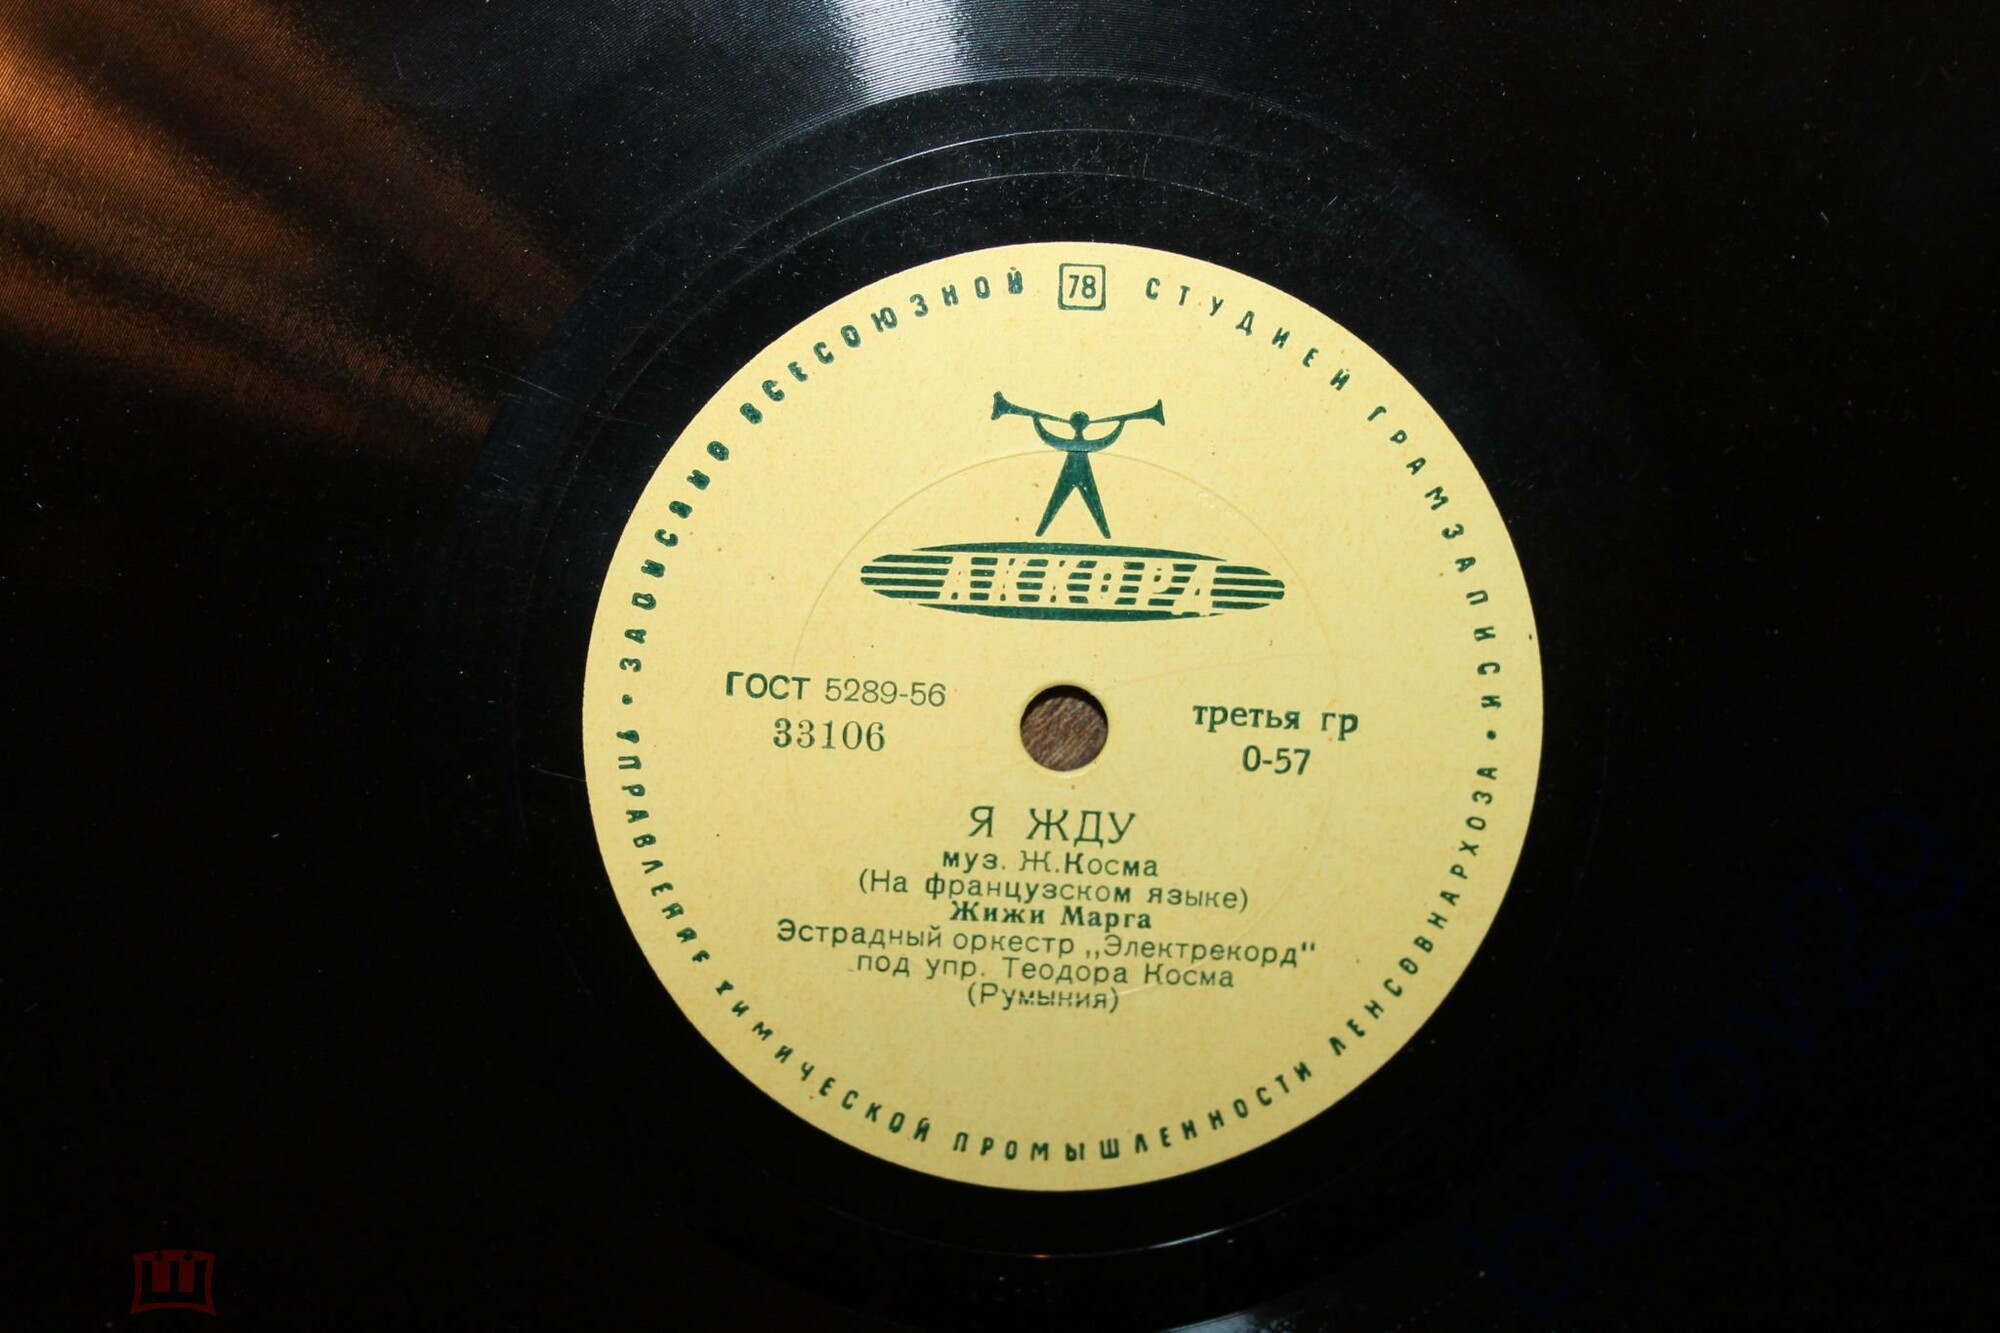 ЗАПИСАНО ВСЕСОЮЗНОЙ 78 СТУДИЕЙ ГРАМЗАПИСИ
АККОРД
ГОСТ 5289-56
33106
третья гр
0-57
Я ЖДУ
муз. Ж.Косма
(На французском языке)
Жижи Марга
Эстрадный оркестр „Электрекорд"
под упр. Теодора Косма
(Румыния)
УПРАВЛЕНИЕ ХИМИЧЕСКОЙ ПРОМЫШЛЕННОСТИ ЛЕНСОВНАРХОЗА
batov29